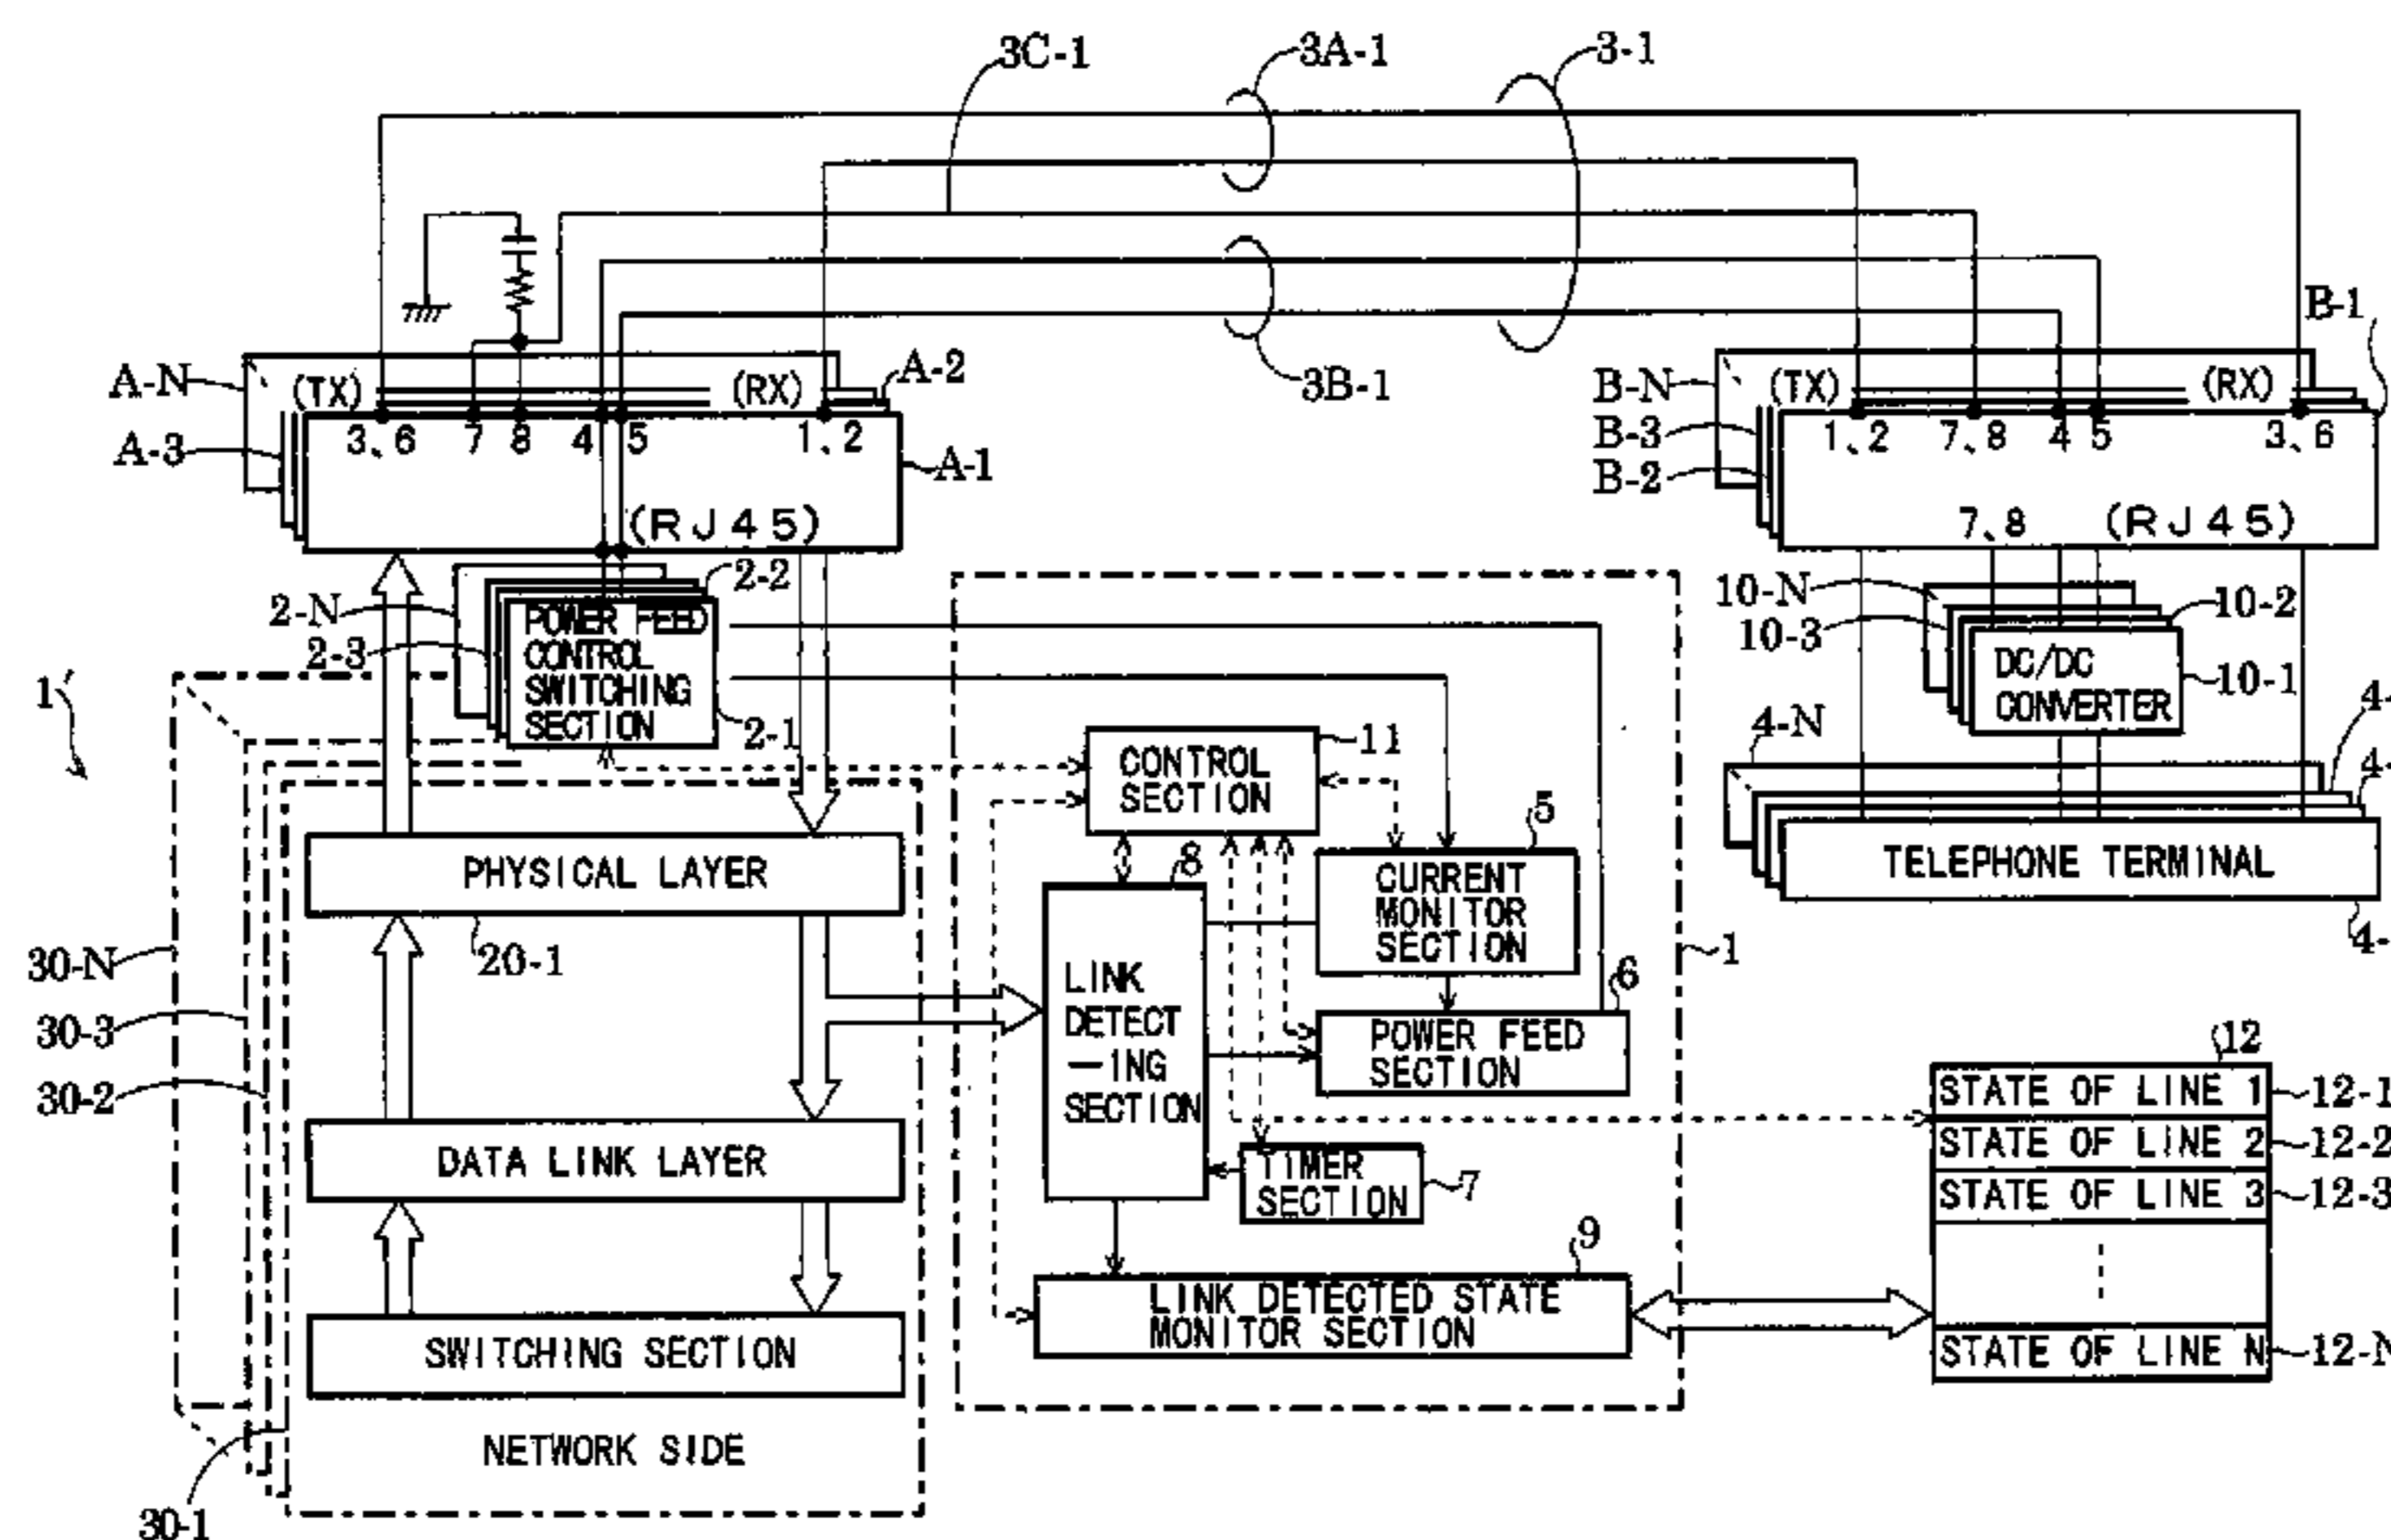 3C-1
3A-1
3-1
3B-1
A-N
(TX)
(RX)
A-2
A-3
3、6
7
8
4
5
1、2
A-1
(RJ45)
B-1
B-N
(TX)
(RX)
B-3
B-2
1、2
7、8
4
5
3、6
7、8
(RJ45)
2-N
2-2
2-3
POWER FEED
CONTROL
SWITCHING
SECTION
2-1
10-N
10-2
10-3
DC/DC
CONVERTER
10-1
1'
4-N
4-
4-
TELEPHONE TERMINAL
4-
CONTROL
SECTION
11
5
CURRENT
MONITOR
SECTION
8
LINK
DETECT
-ING
SECTION
1
6
POWER FEED
SECTION
TIMER
SECTION
7
9
LINK DETECTED STATE
MONITOR SECTION
PHYSICAL LAYER
20-1
30-N
30-3
30-2
DATA LINK LAYER
SWITCHING SECTION
NETWORK SIDE
30-1
12
STATE OF LINE 1
12-1
STATE OF LINE 2
12-2
STATE OF LINE 3
12-3
STATE OF LINE N
12-N